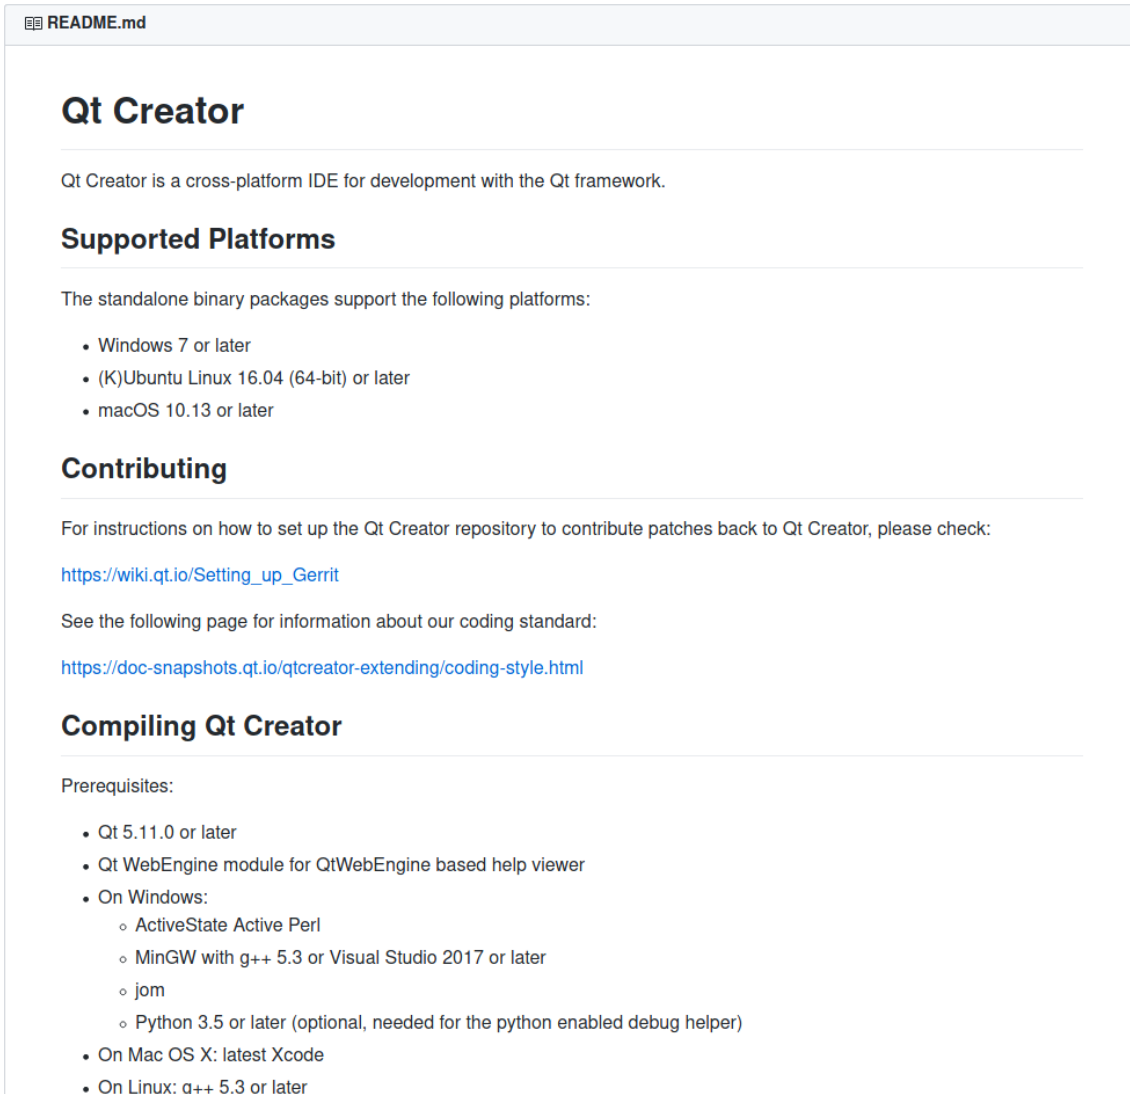 README.md
Qt Creator
Qt Creator is a cross-platform IDE for development with the Qt framework.
Supported Platforms
The standalone binary packages support the following platforms:
• Windows 7 or later
• (K)Ubuntu Linux 16.04 (64-bit) or later
• macOS 10.13 or later
Contributing
For instructions on how to set up the Qt Creator repository to contribute patches back to Qt Creator, please check:
https://wiki.qt.io/Setting_up_Gerrit
See the following page for information about our coding standard:
https://doc-snapshots.qt.io/qtcreator-extending/coding-style.html
Compiling Qt Creator
Prerequisites:
• Qt 5.11.0 or later
• Qt WebEngine module for QtWebEngine based help viewer
• On Windows:
◦ ActiveState Active Perl
◦ MinGW with g++ 5.3 or Visual Studio 2017 or later
◦ jom
◦ Python 3.5 or later (optional, needed for the python enabled debug helper)
• On Mac OS X: latest Xcode
• On Linux: g++ 5.3 or later